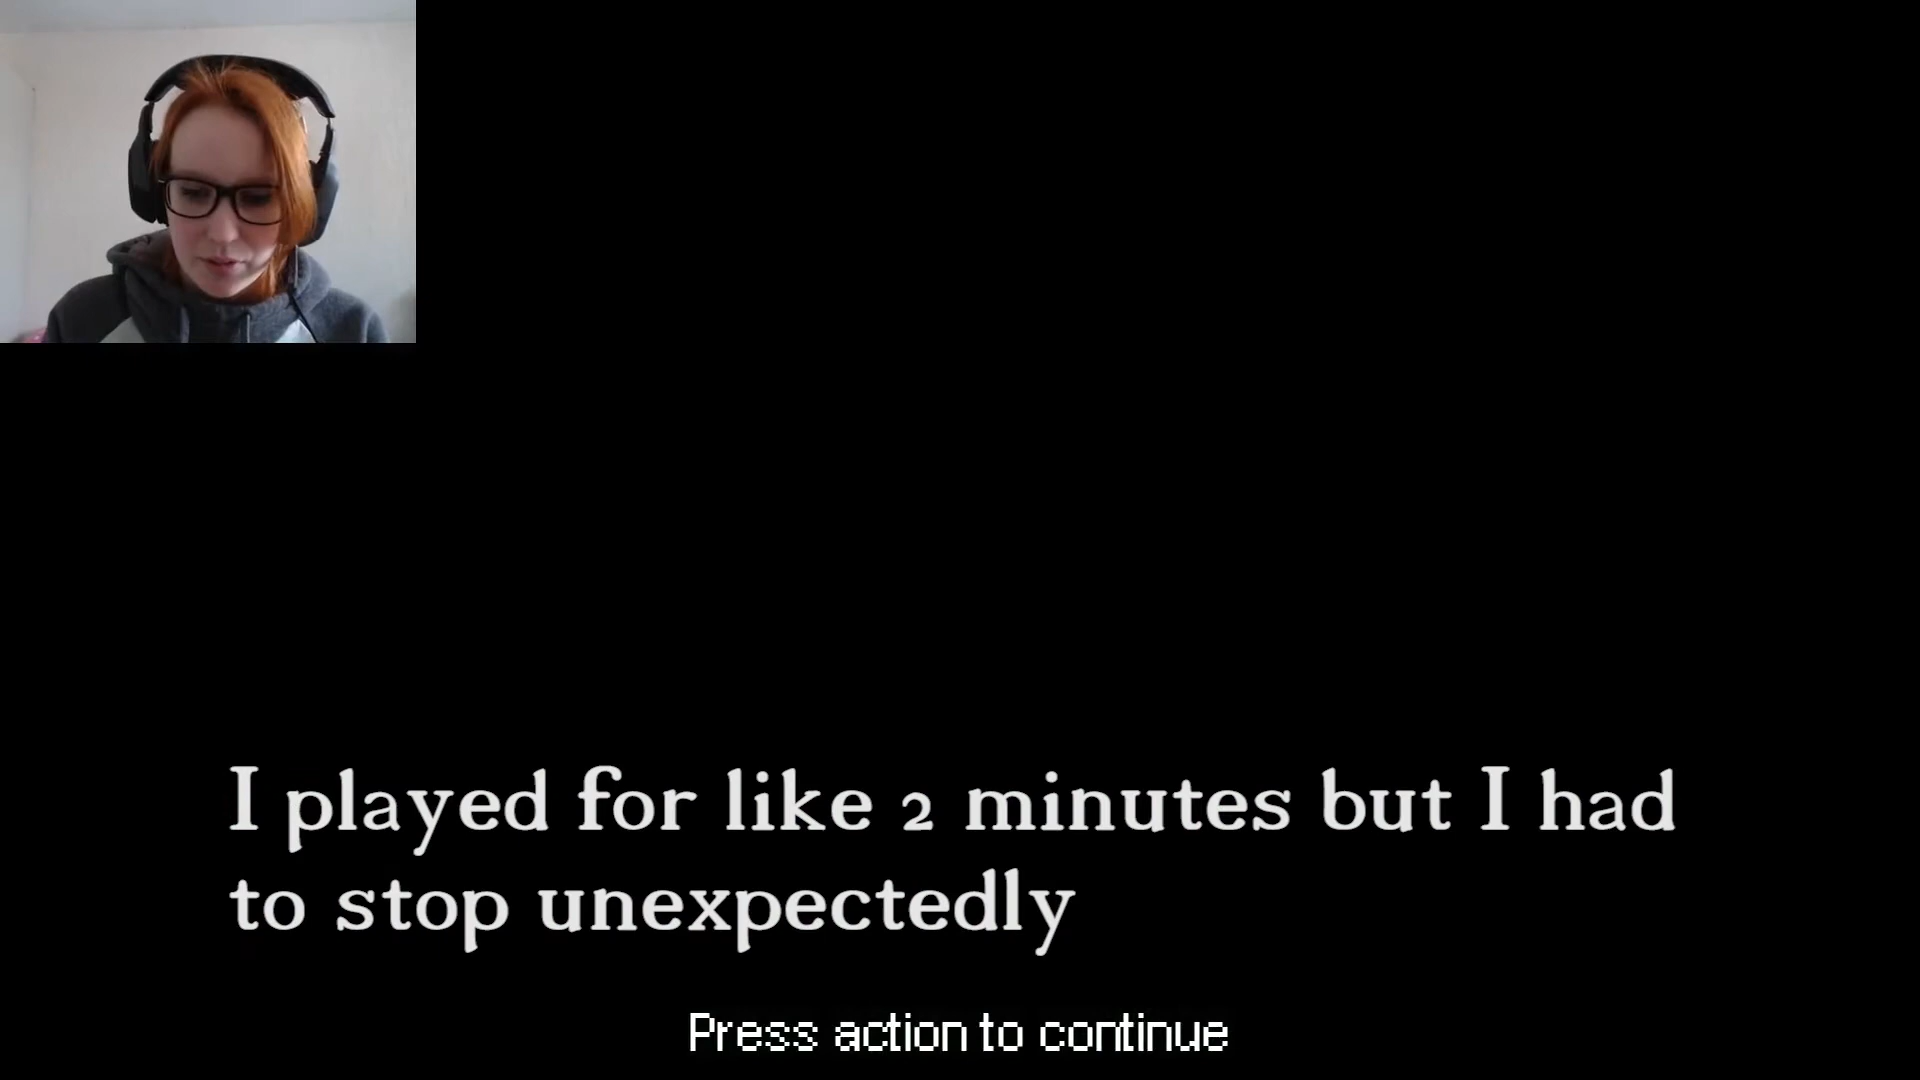 I played for like 2 minutes but I had
to stop unexpectedly
Press action to continue